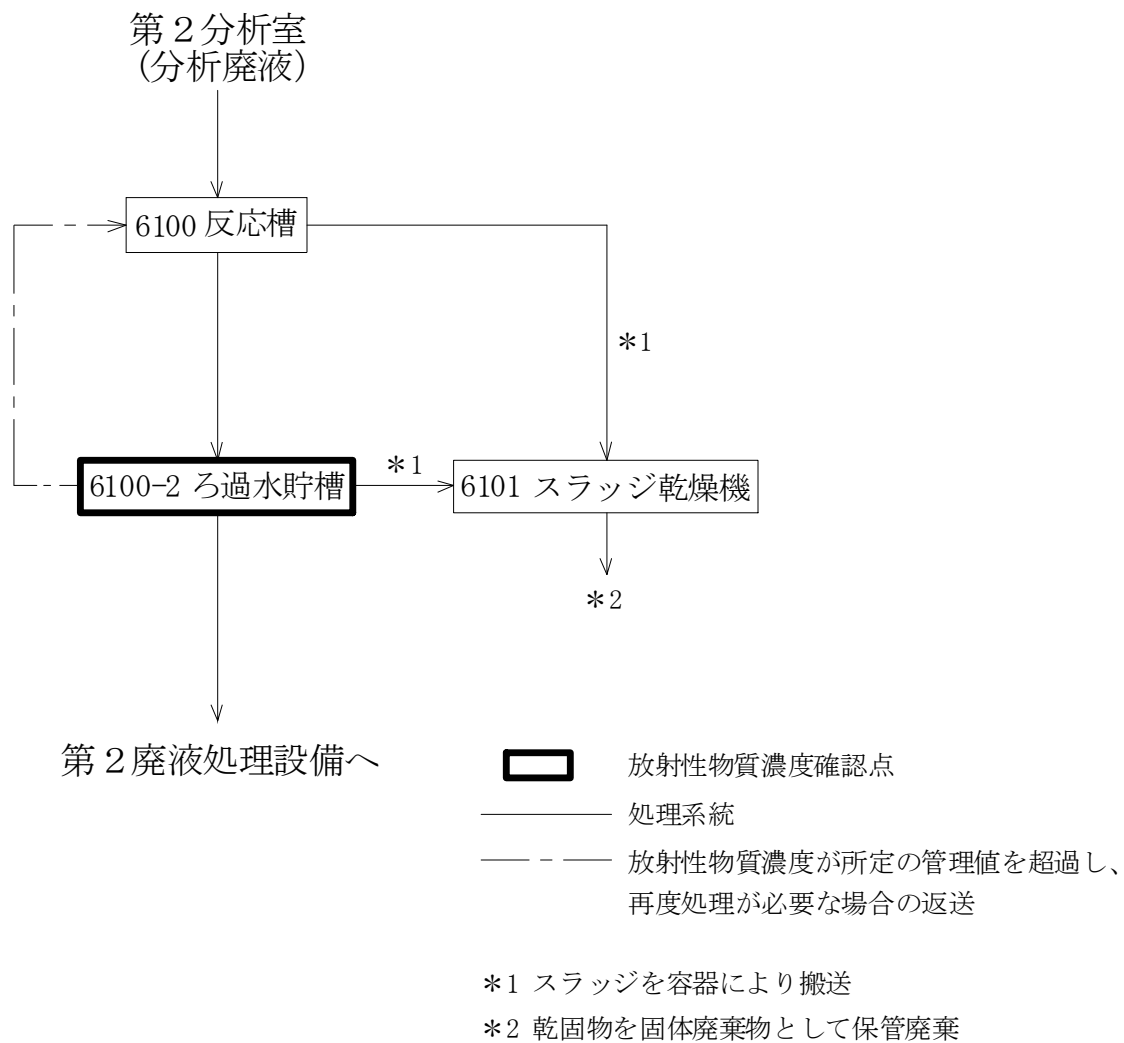 第2分析室
(分析廃液)
6100 反応槽
*1
6100-2 ろ過水貯槽
*1
6101 スラッジ乾燥機
*2
第2廃液処理設備へ
放射性物質濃度確認点
処理系統
放射性物質濃度が所定の管理値を超過し、
再度処理が必要な場合の返送
*1 スラッジを容器により搬送
*2 乾固物を固体廃棄物として保管廃棄